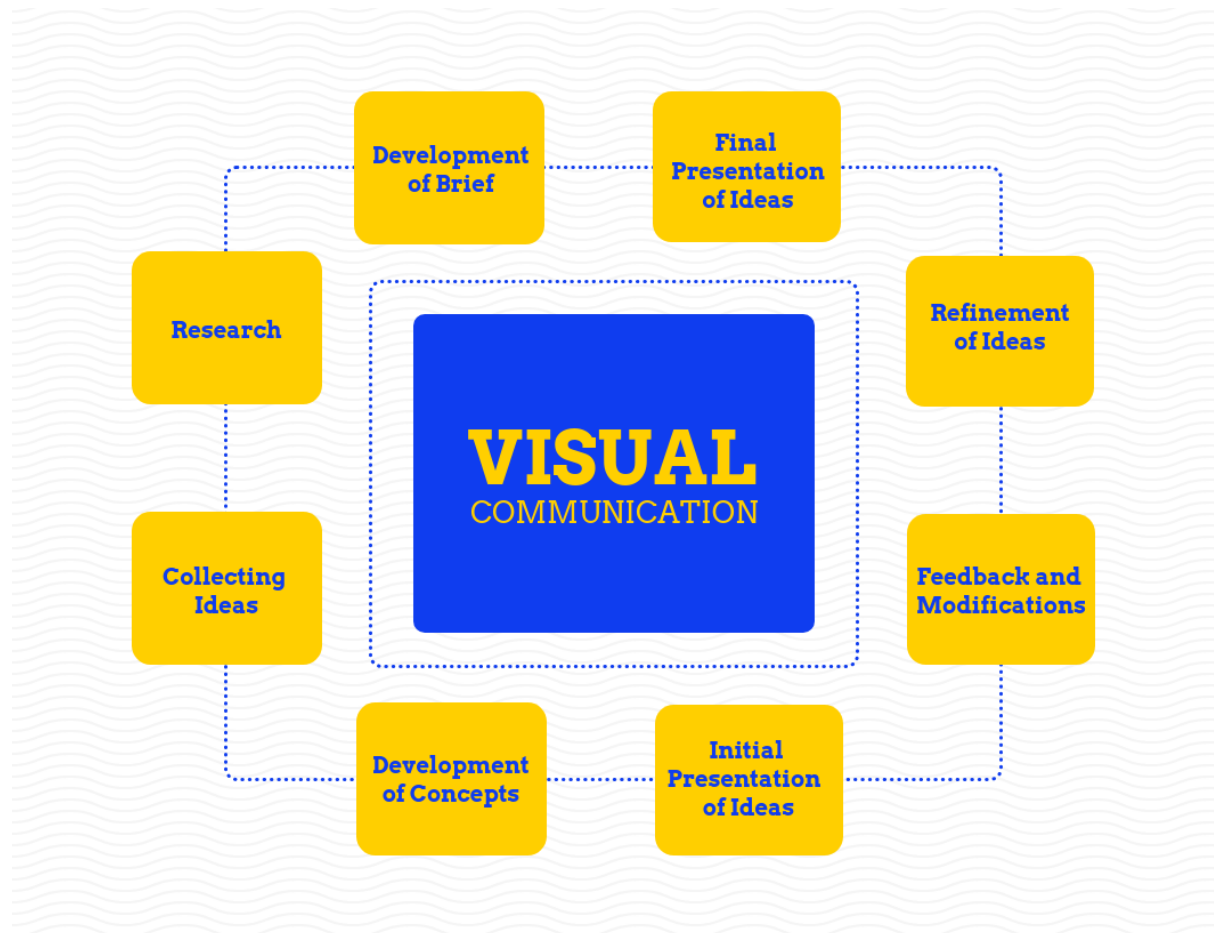 Development
of Brief
Final
Presentation
of Ideas
Research
Refinement
of Ideas
VISUAL
COMMUNICATION
Collecting
Ideas
Feedback and
Modifications
Development
of Concepts
Initial
Presentation
of Ideas